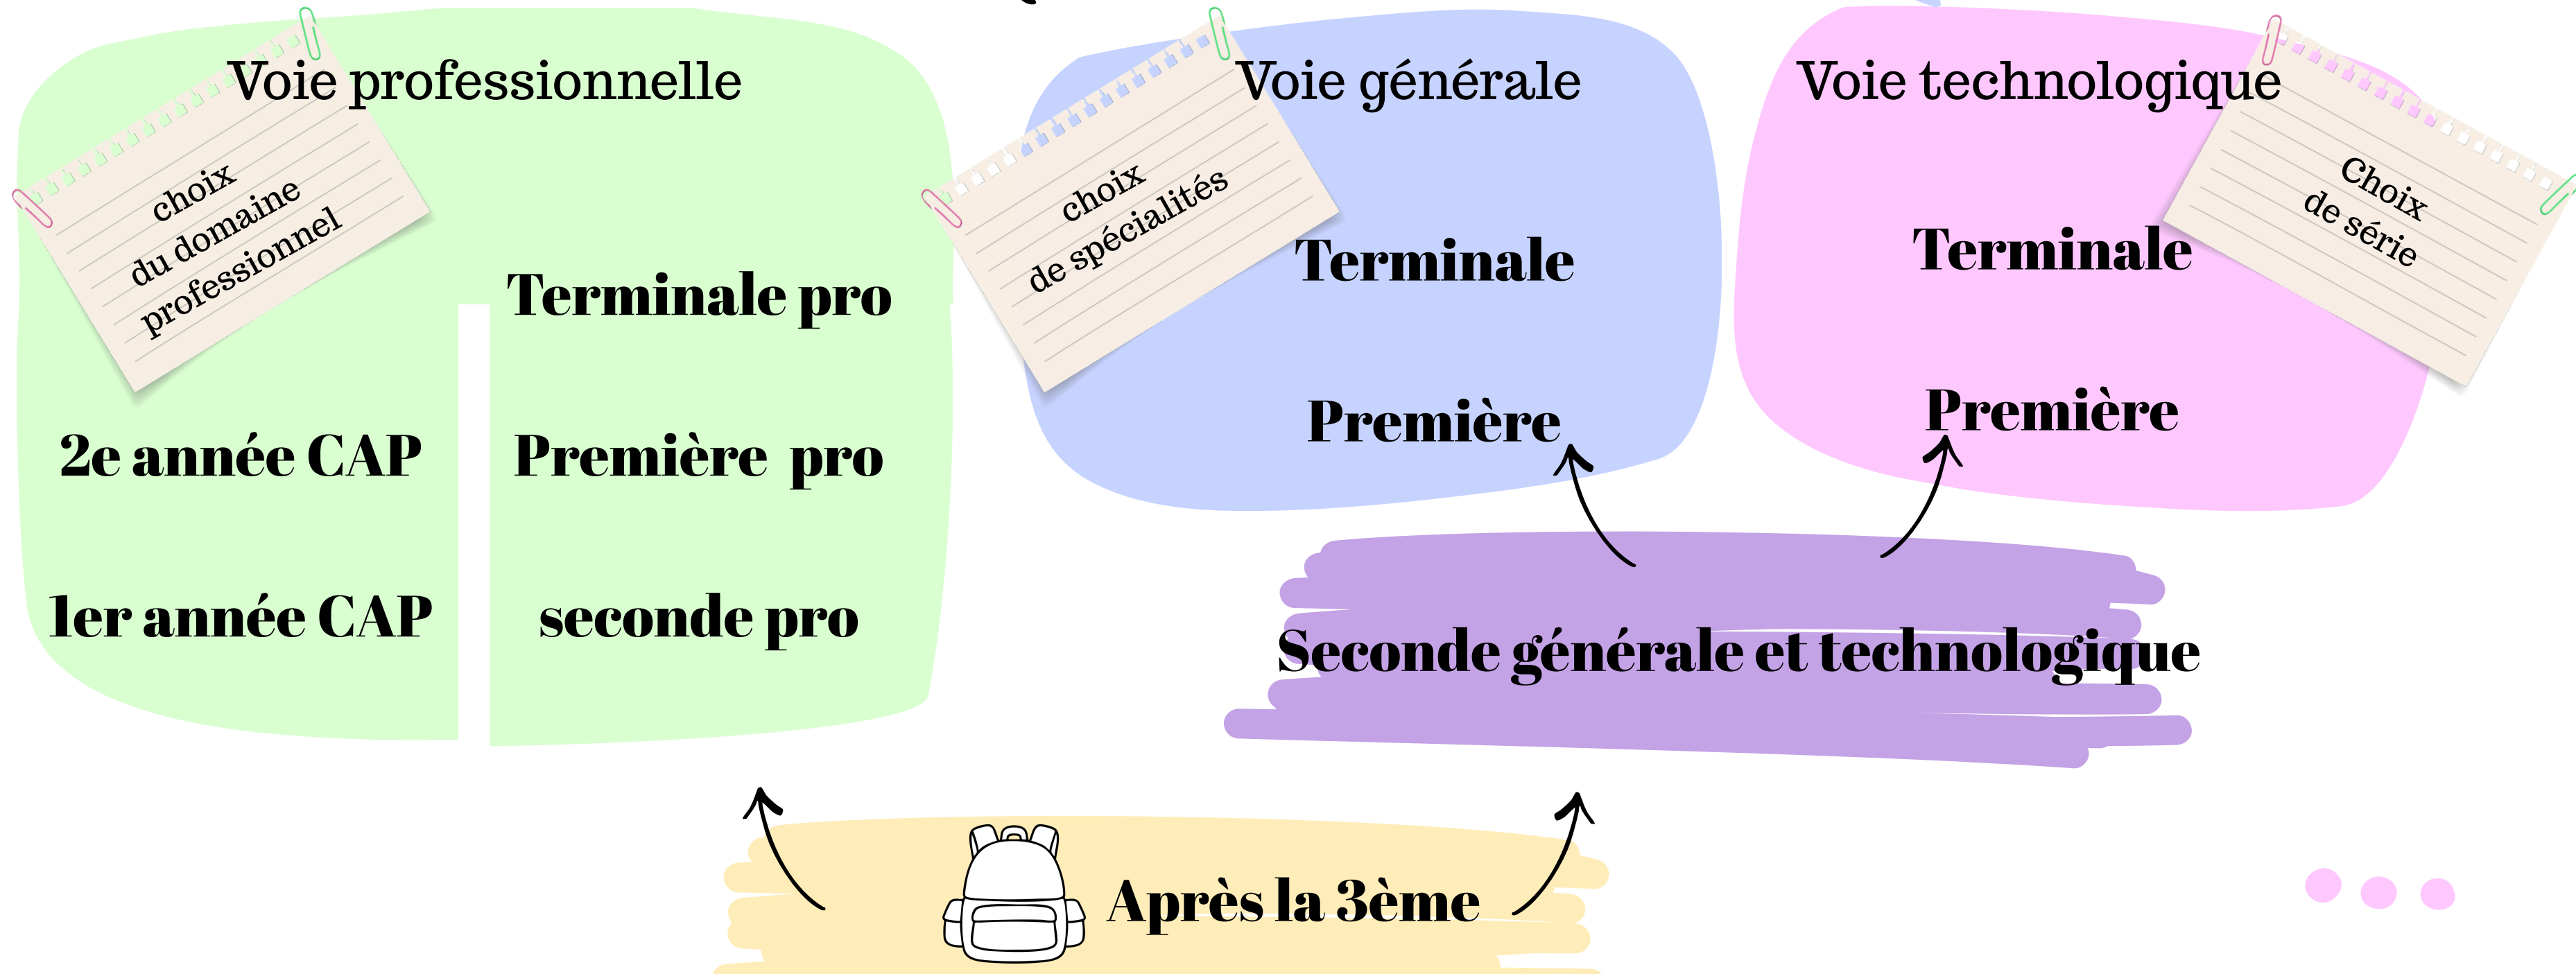 Voie professionnelle
choix
du domaine
professionnel
Terminale pro
2e année CAP
Première pro
1er année CAP
seconde pro
Voie générale
choix
de spécialités
Terminale
Première
Voie technologique
Choix
de série
Terminale
Première
Seconde générale et technologique
Après la 3ème